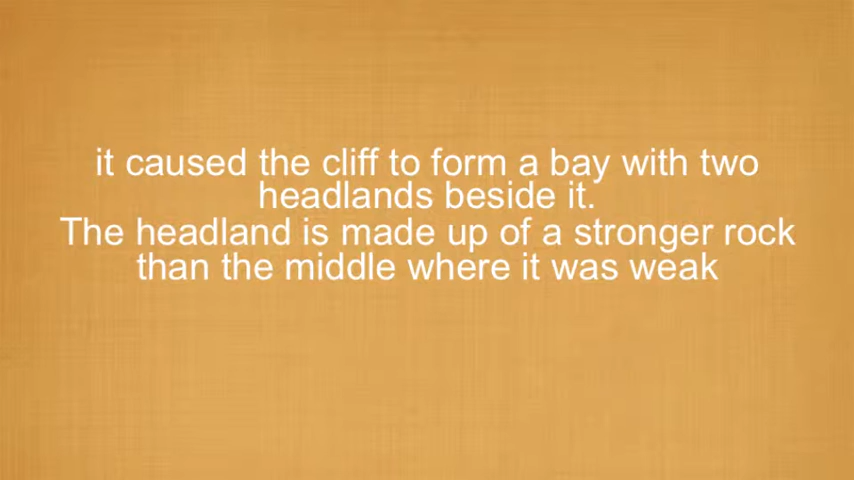 it caused the cliff to form a bay with two
headlands beside it.
The headland is made up of a stronger rock
than the middle where it was weak